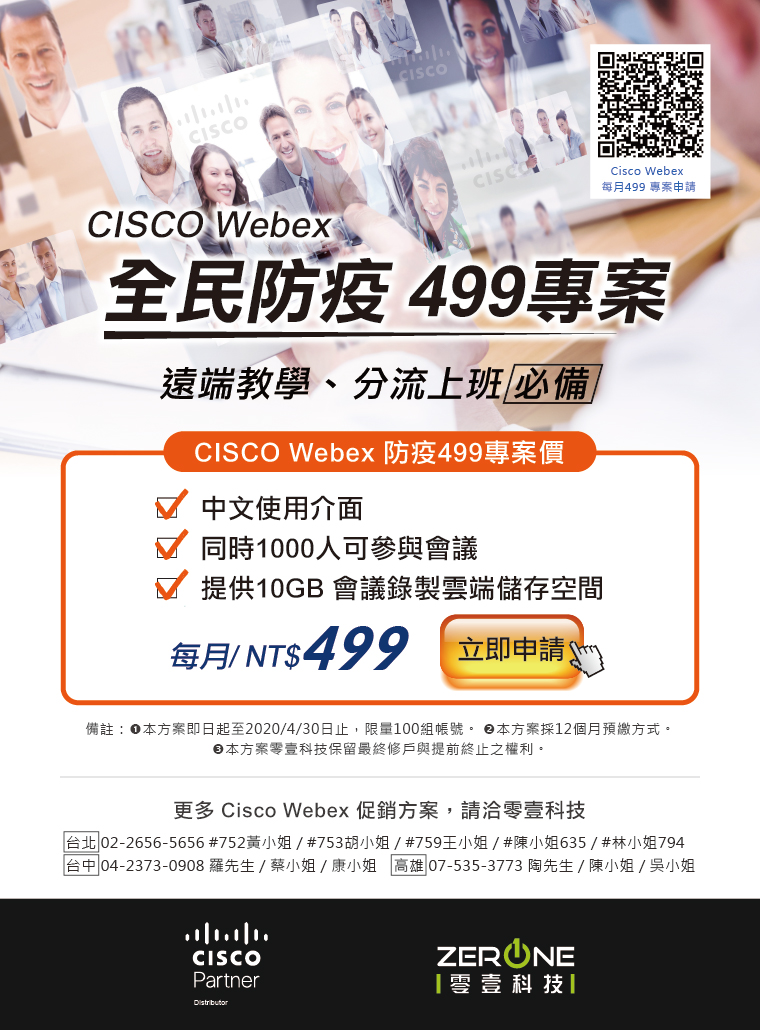 CISCO
CISCO
CISCO
Cisco Webex
每月499 專案申請
CISCO Webex
全民防疫 499專案
遠端教學、分流上班必備
CISCO Webex 防疫499專案價
中文使用介面
同時1000人可參與會議
提供10GB 會議錄製雲端儲存空間
每月/ NT$499
立即申請
備註：❶本方案即日起至2020/4/30日止，限量100組帳號。 ❷本方案採12個月預繳方式。
❸本方案零壹科技保留最終修戶與提前終止之權利。
更多 Cisco Webex 促銷方案，請洽零壹科技
台北 02-2656-5656 #752黃小姐 / #753胡小姐 / #759王小姐 / #陳小姐635 / #林小姐794
台中 04-2373-0908 羅先生 / 蔡小姐 / 康小姐 高雄 07-535-3773 陶先生 / 陳小姐 / 吳小姐
CISCO
Partner
Distributor
ZERONE
零壹科技